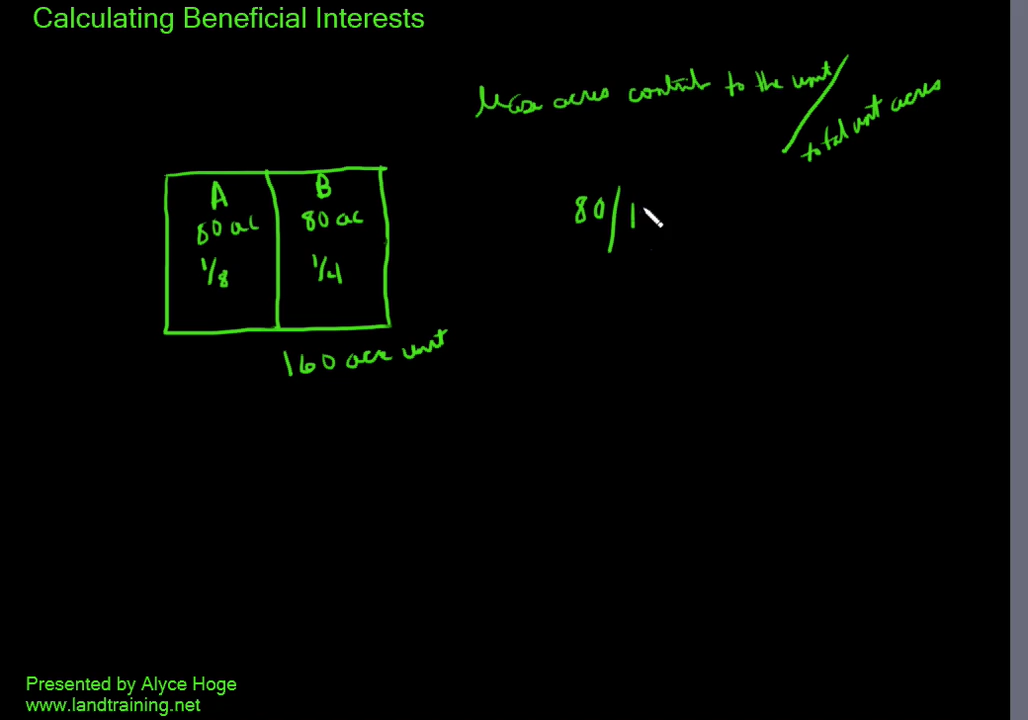 Calculating Beneficial Interests
acres contrib to the unit/
total unit acres
A
80 ac
1/8
B
80 ac
1/4
80/1
160 acre unit
Presented by Alyce Hoge
www.landtraining.net